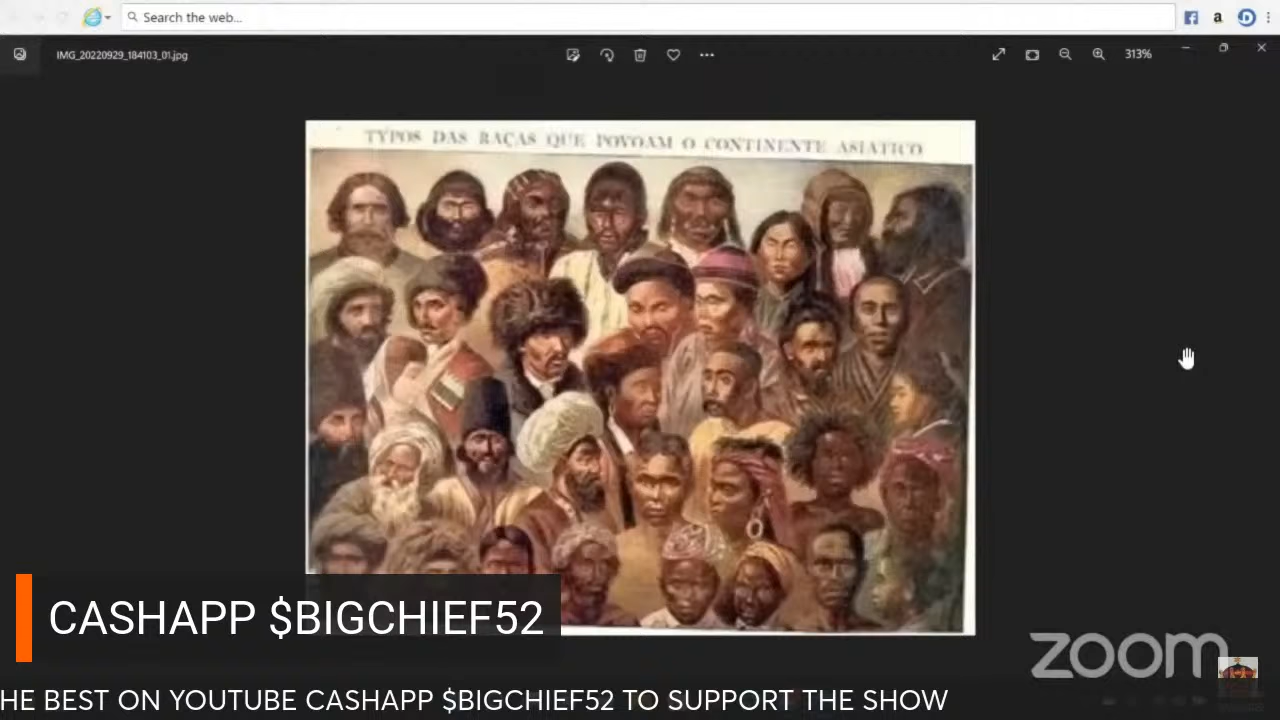 Search the web...
IMG_20220929_184103_01.jpg
313%
TYPOS DAS RAÇAS QUE POVOAM O CONTINENTE ASIATICO
CASHAPP $BIGCHIEF52
zoom
HE BEST ON YOUTUBE CASHAPP $BIGCHIEF52 TO SUPPORT THE SHOW